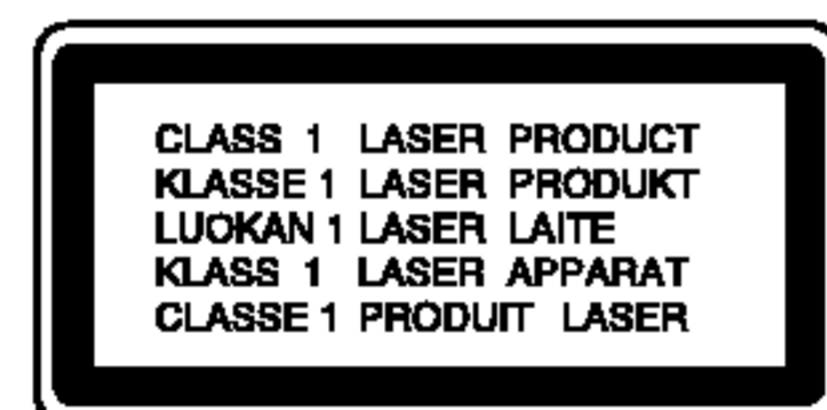 CLASS 1 LASER PRODUCT
KLASSE 1 LASER PRODUKT
LUOKAN 1 LASER LAITE
KLASS 1 LASER APPARAT
CLASSE 1 PRODUIT LASER